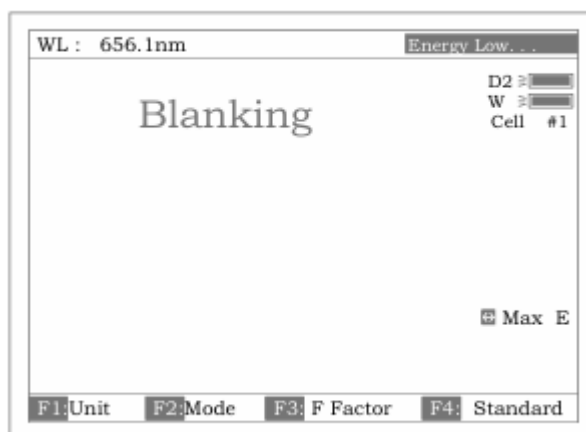 WL : 656.1nm Energy Low. . .
D2
Blanking
W
Cell #1
Max E
F1:Unit F2:Mode F3: F Factor F4: Standard